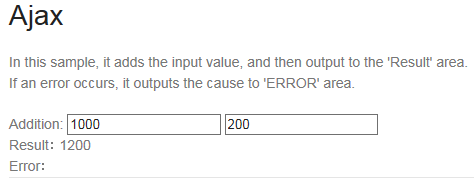 Ajax
In this sample, it adds the input value, and then output to the 'Result' area.
If an error occurs, it outputs the cause to 'ERROR' area.
Addition: 1000 200
Result：1200
Error：